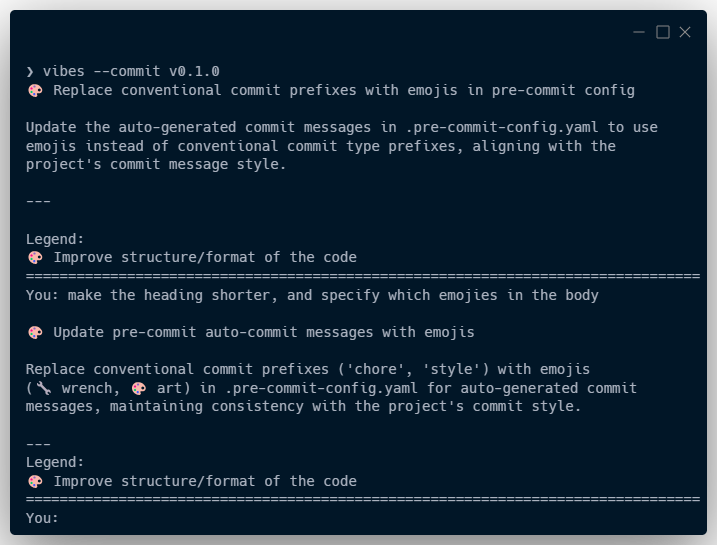 ❯ vibes --commit v0.1.0
🎨 Replace conventional commit prefixes with emojis in pre-commit config
Update the auto-generated commit messages in .pre-commit-config.yaml to use
emojis instead of conventional commit type prefixes, aligning with the
project's commit message style.
---
Legend:
🎨 Improve structure/format of the code
================================================================================
You: make the heading shorter, and specify which emojies in the body
🎨 Update pre-commit auto-commit messages with emojis
Replace conventional commit prefixes ('chore', 'style') with emojis
(🔧 wrench, 🎨 art) in .pre-commit-config.yaml for auto-generated commit
messages, maintaining consistency with the project's commit style.
---
Legend:
🎨 Improve structure/format of the code
================================================================================
You: